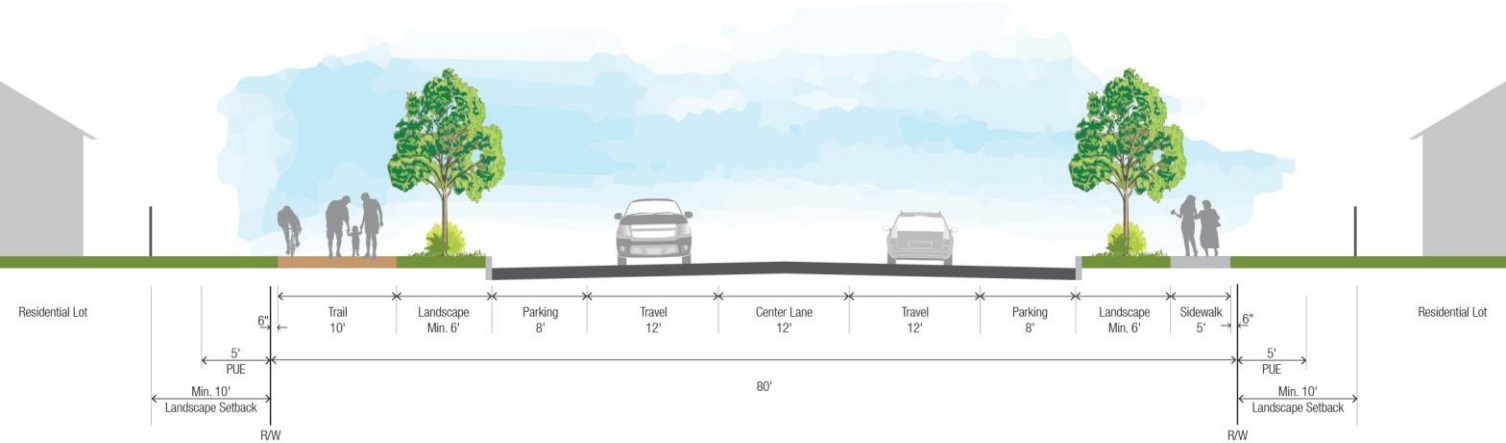 Residential Lot
6"
Trail
10'
Landscape
Min. 6'
Parking
8'
Travel
12'
Center Lane
12'
Travel
12'
Parking
8'
Landscape
Min. 6'
Sidewalk
5'
6"
Residential Lot
5'
PUE
80'
5'
PUE
Min. 10'
Landscape Setback
Min. 10'
Landscape Setback
R/W
R/W